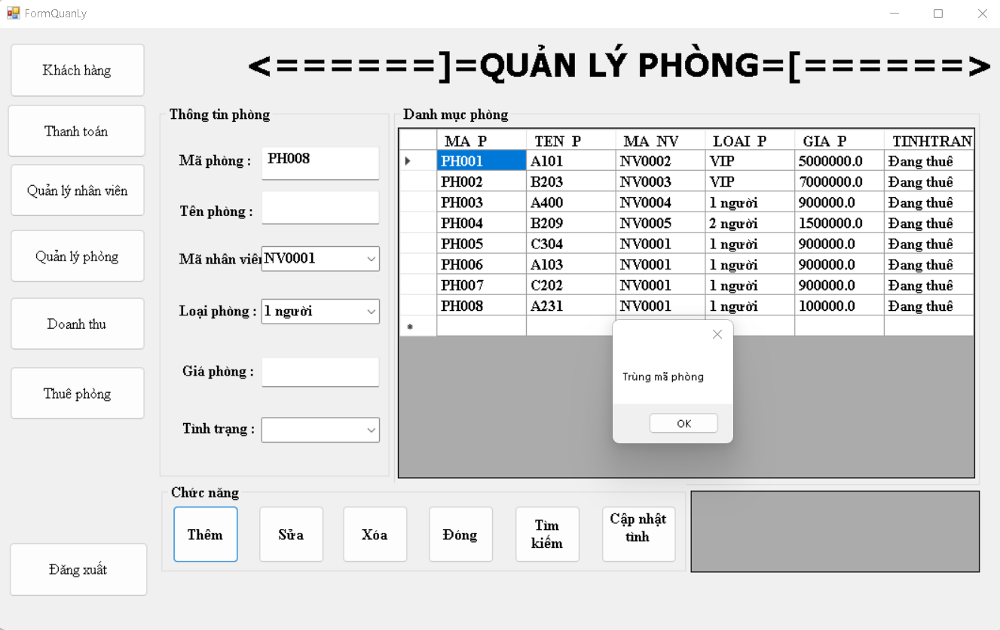 FormQuanLy
<======]=QUẢN LÝ PHÒNG=[======>
Khách hàng
Thanh toán
Quản lý nhân viên
Quản lý phòng
Doanh thu
Thuê phòng
Đăng xuất
Thông tin phòng
Mã phòng : PH008
Tên phòng :
Mã nhân viên NV0001
Loại phòng : 1 người
Giá phòng :
Tình trạng :
Danh mục phòng
MA P TEN P MA NV LOAI P GIA P TINHTRAN
PH001 A101 NV0002 VIP 5000000.0 Đang thuê
PH002 B203 NV0003 VIP 7000000.0 Đang thuê
PH003 A400 NV0004 1 người 900000.0 Đang thuê
PH004 B209 NV0005 2 người 1500000.0 Đang thuê
PH005 C304 NV0001 1 người 900000.0 Đang thuê
PH006 A103 NV0001 1 người 900000.0 Đang thuê
PH007 C202 NV0001 1 người 900000.0 Đang thuê
PH008 A231 NV0001 1 người 100000.0 Đang thuê
Trùng mã phòng
OK
Chức năng
Thêm
Sửa
Xóa
Đóng
Tìm
kiếm
Cập nhật
tình